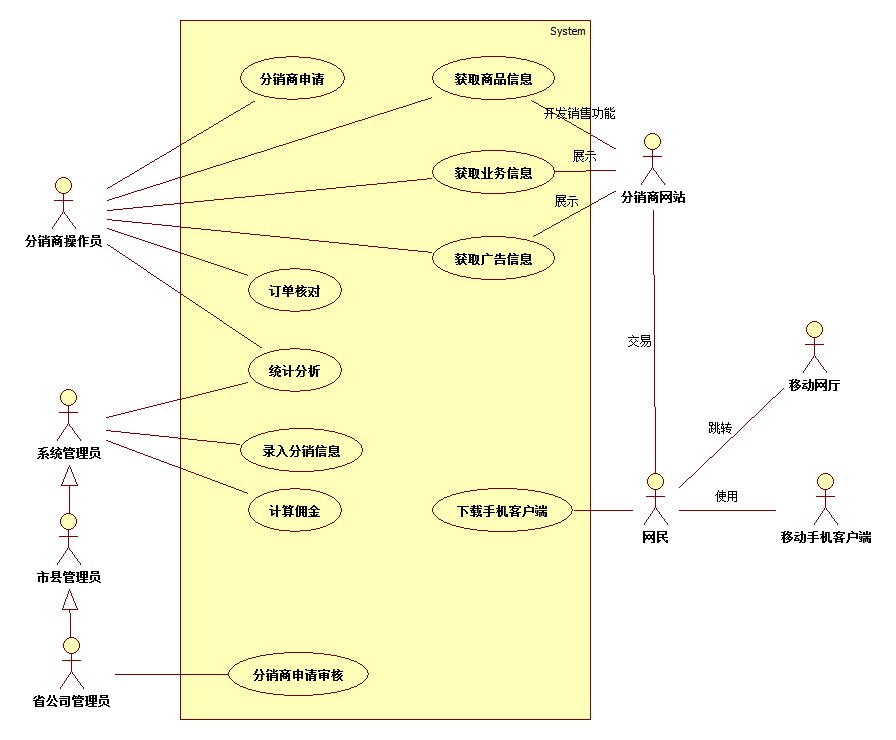 System
分销商申请
获取商品信息
开发销售功能
展示
获取业务信息
分销商网站
展示
分销商操作员
获取广告信息
订单核对
交易
统计分析
移动网厅
跳转
系统管理员
录入分销信息
使用
计算佣金
下载手机客户端
网民
移动手机客户端
市县管理员
分销商申请审核
省公司管理员